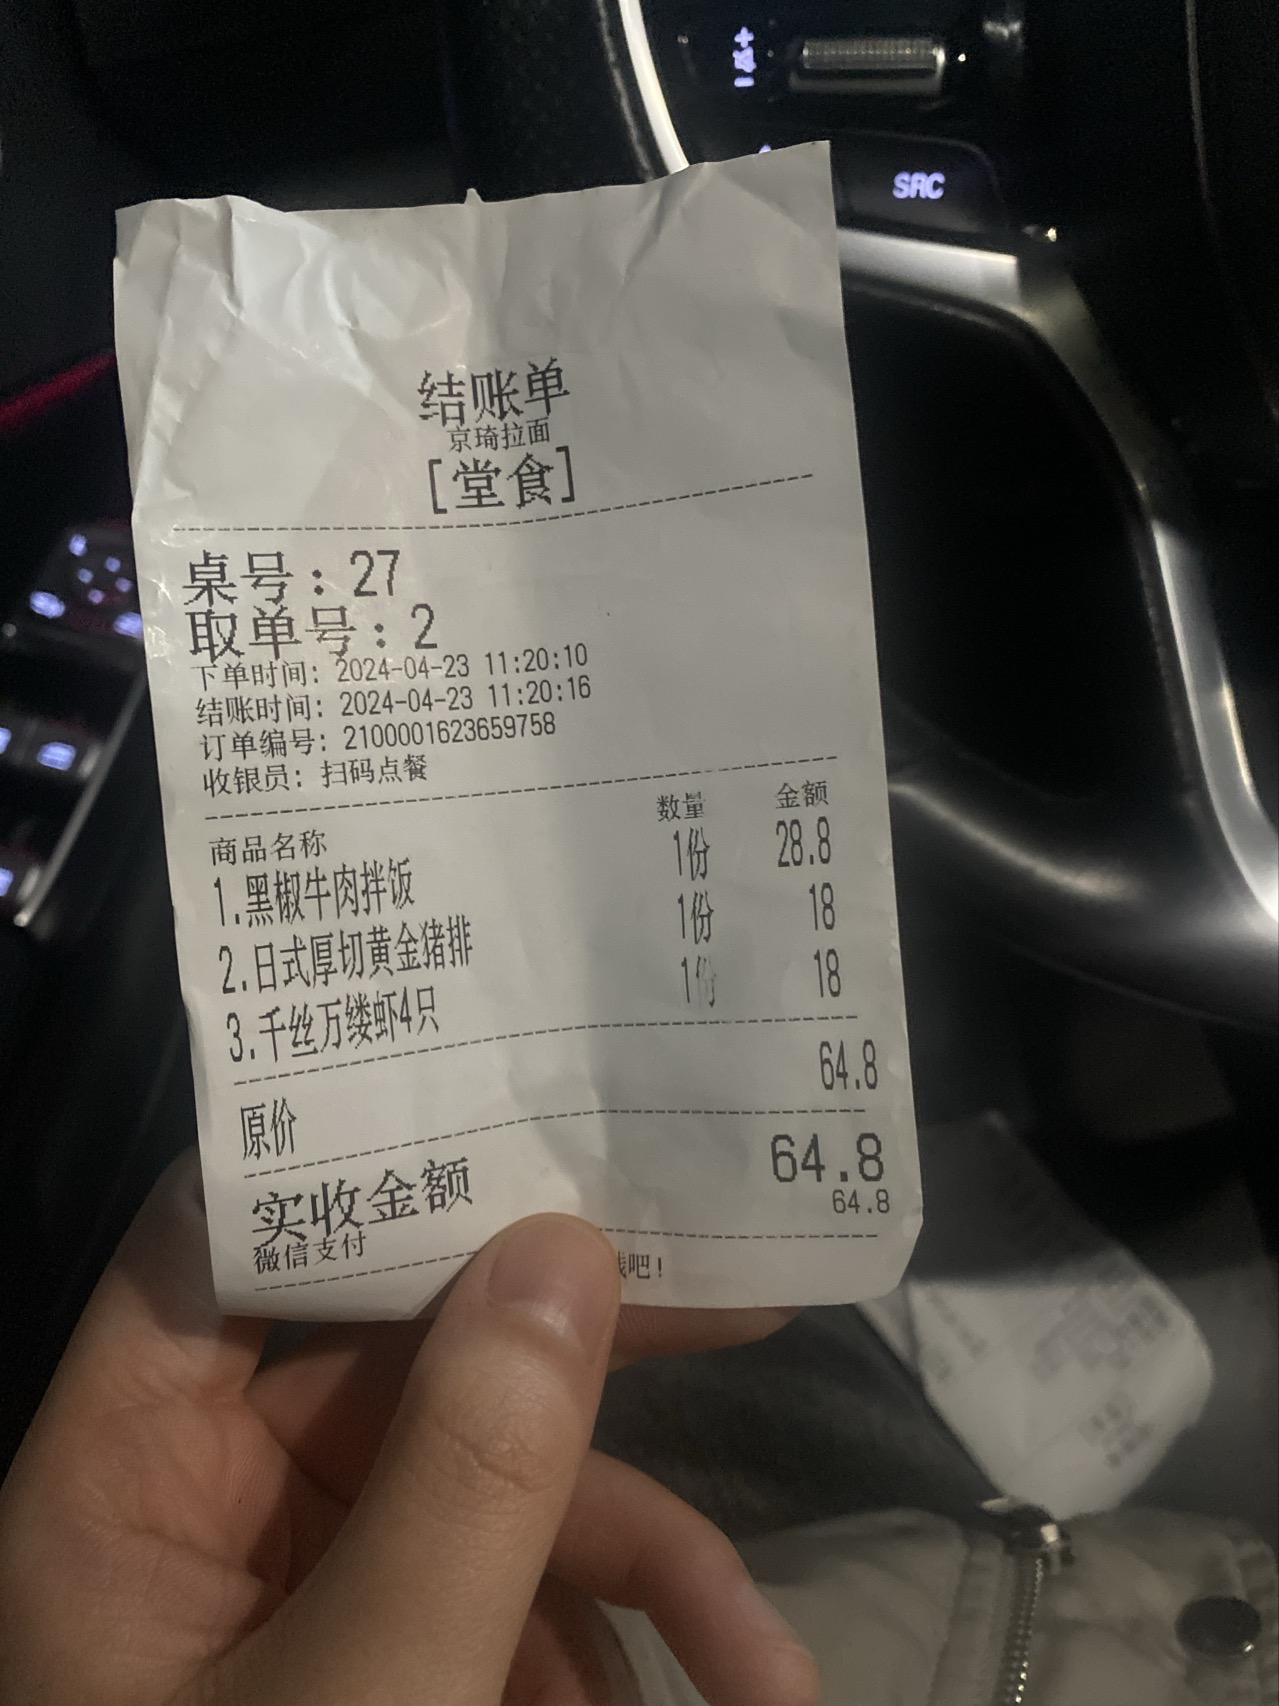 SRC
结账单
京琦拉面
[堂食]
桌号：27
取单号：2
下单时间：2024-04-23 11:20:10
结账时间：2024-04-23 11:20:16
订单编号：2100001623659758
收银员：扫码点餐
商品名称 数量 金额
1.黑椒牛肉拌饭 1份 28.8
2.日式厚切黄金猪排 1份 18
3.千丝万缕虾4只 1份 18
原价 64.8
实收金额 64.8
微信支付 64.8
吧！